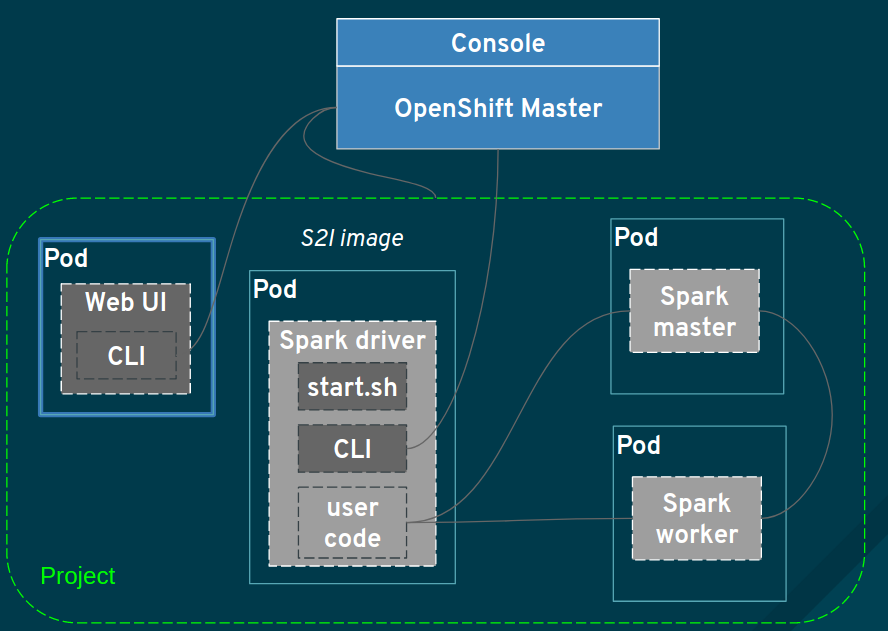 Console
OpenShift Master
S2I image
Pod
Web UI
CLI
Pod
Spark driver
start.sh
CLI
user
code
Pod
Spark
master
Pod
Spark
worker
Project